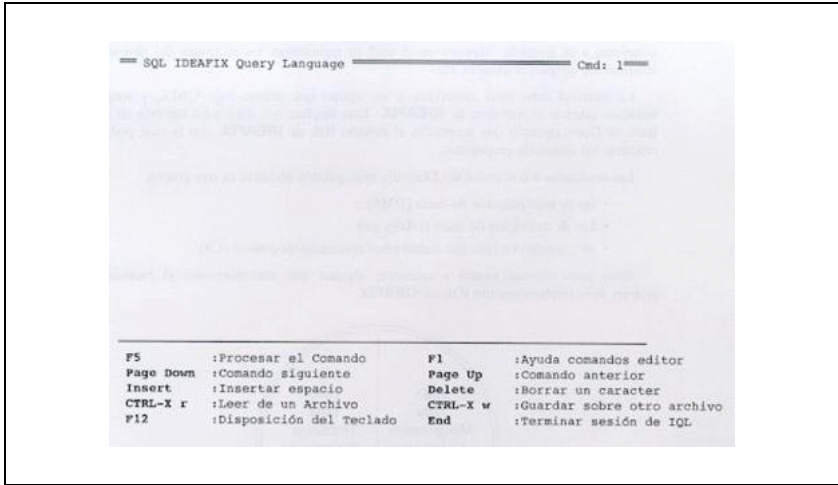 SQL IDEAFIX Query Language Cmd: 1
F5 :Procesar el Comando F1 :Ayuda comandos editor
Page Down :Comando siguiente Page Up :Comando anterior
Insert :Insertar espacio Delete :Borrar un caracter
CTRL-X r :Leer de un Archivo CTRL-X w :Guardar sobre otro archivo
F12 :Disposición del Teclado End :Terminar sesión de IQL